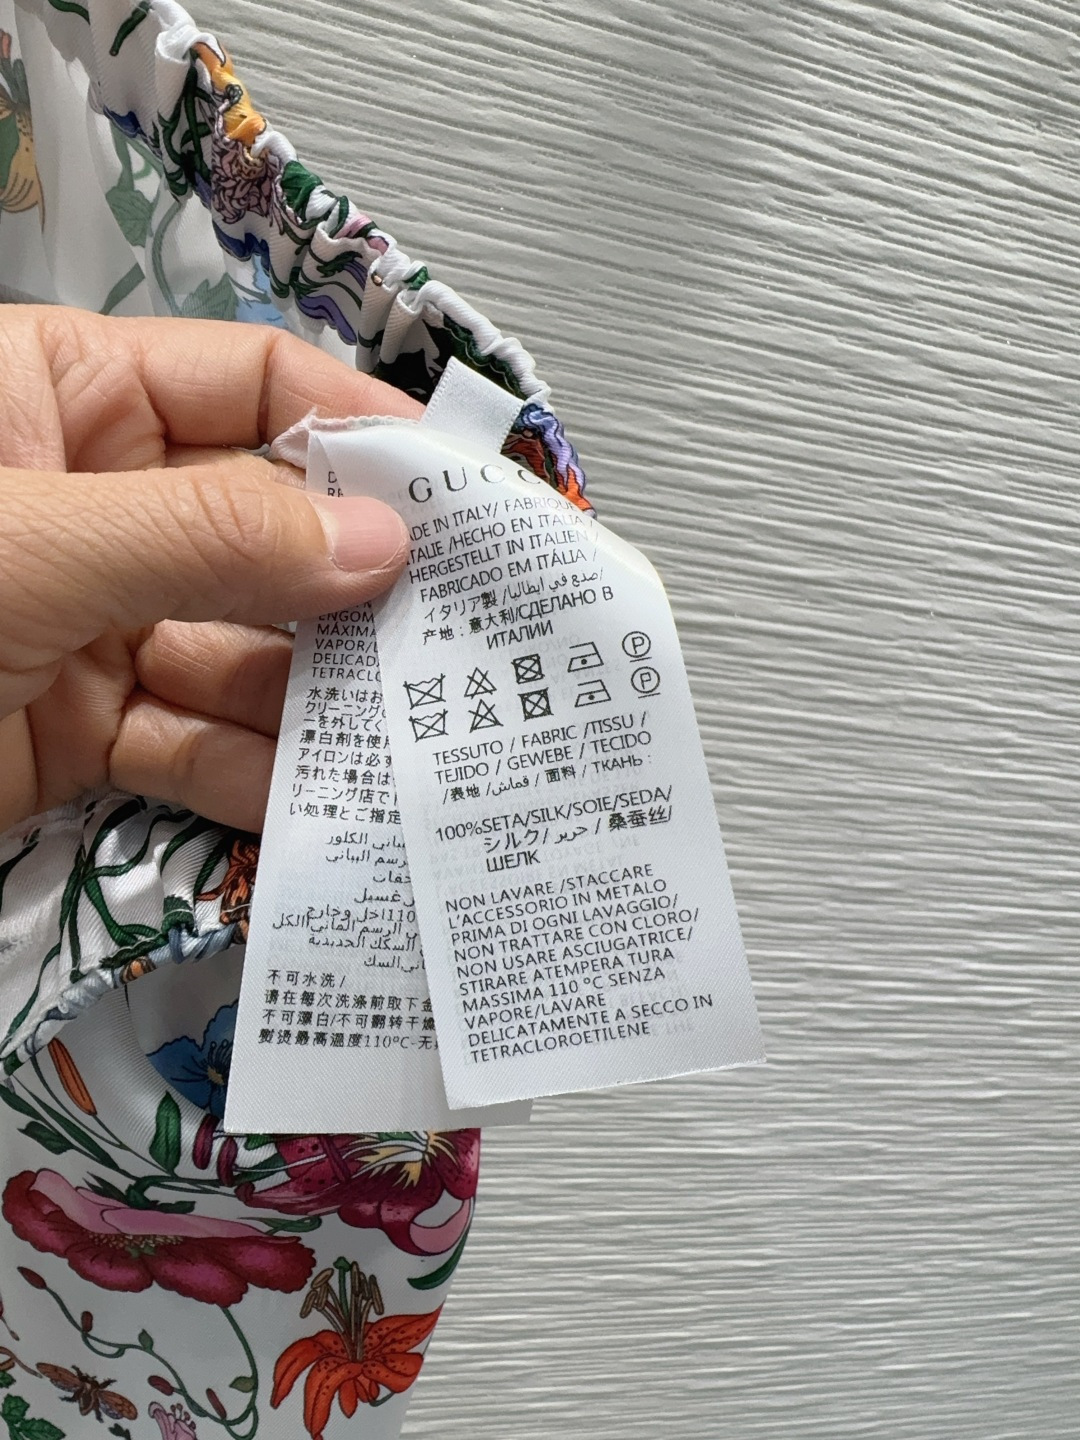 GUCC
ADE IN ITALY/ FABRIQUE
ITALIE /HECHO EN ITALIA /
HERGESTELLT IN ITALIEN /
FABRICADO EM ITÁLIA /
イタリア製 /صنع في ايطاليا/
产地：意大利/СДЕЛАНО В
ИТАЛИИ
P
P
TESSUTO / FABRIC /TISSU /
TEJIDO / GEWEBE / TECIDO
/表地 /قماش / 面料 / ТКАНЬ :
100%SETA/SILK/SOIE/SEDA/
シルク/ حرير / 桑蚕丝/
ШЕЛК
NON LAVARE /STACCARE
L'ACCESSORIO IN METALO
PRIMA DI OGNI LAVAGGIO/
NON TRATTARE CON CLORO/
NON USARE ASCIUGATRICE/
STIRARE ATEMPERA TURA
MASSIMA 110 °C SENZA
VAPORE/LAVARE
DELICATAMENTE A SECCO IN
TETRACLOROETILENE
D
RE
ENGOM
MÁXIMA
VAPOR/L
DELICADA
TETRACLO
水洗いはお
クリーニング
ーを外してく
漂白剤を使用
アイロンは必ず
汚れた場合は
リーニング店で
い処理とご指定
不可水洗 /
请在每次洗涤前取下金
不可漂白/不可翻转干燥
熨烫最高温度110°C-无